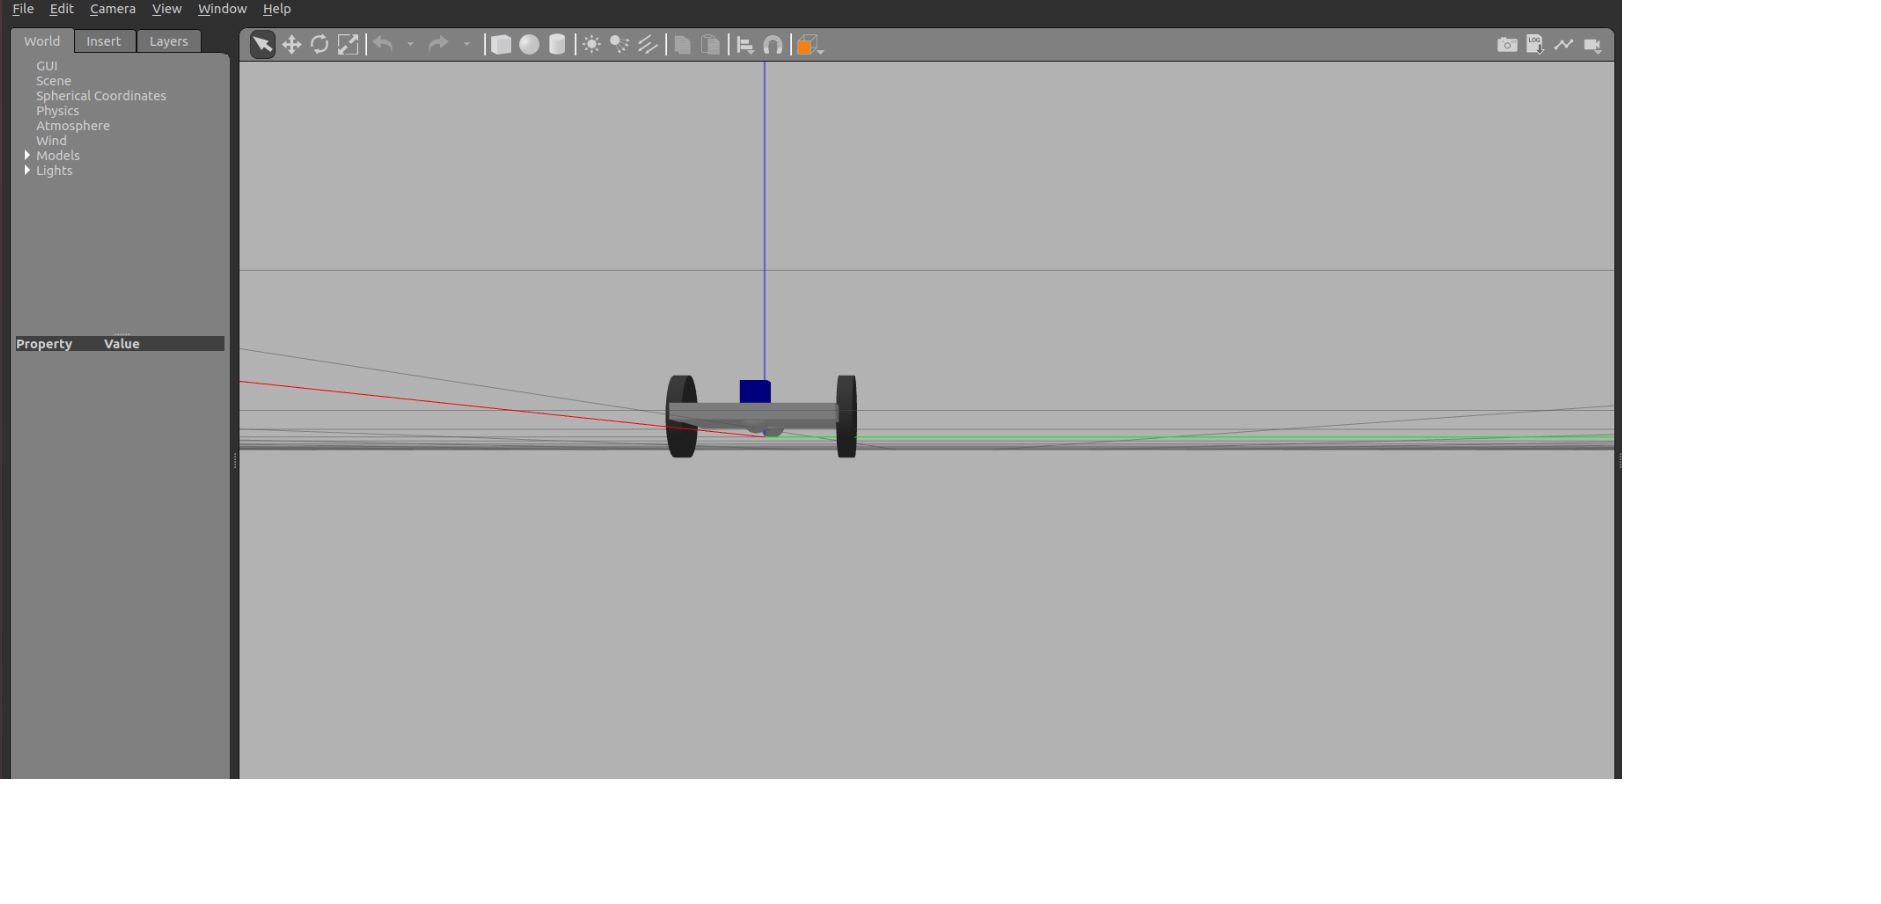 File Edit Camera View Window Help
World Insert Layers
GUI
Scene
Spherical Coordinates
Physics
Atmosphere
Wind
Models
Lights
Property Value
LOG